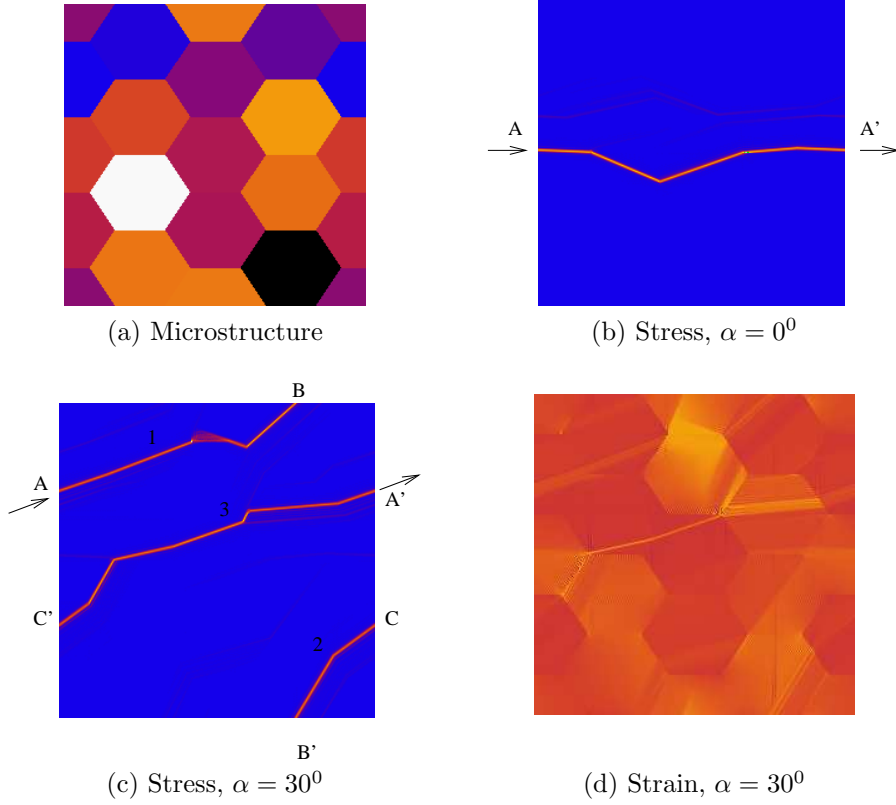 A
A'
(a) Microstructure
(b) Stress, α = 0⁰
B
1
A
A'
3
C'
C
2
B'
(c) Stress, α = 30⁰
(d) Strain, α = 30⁰